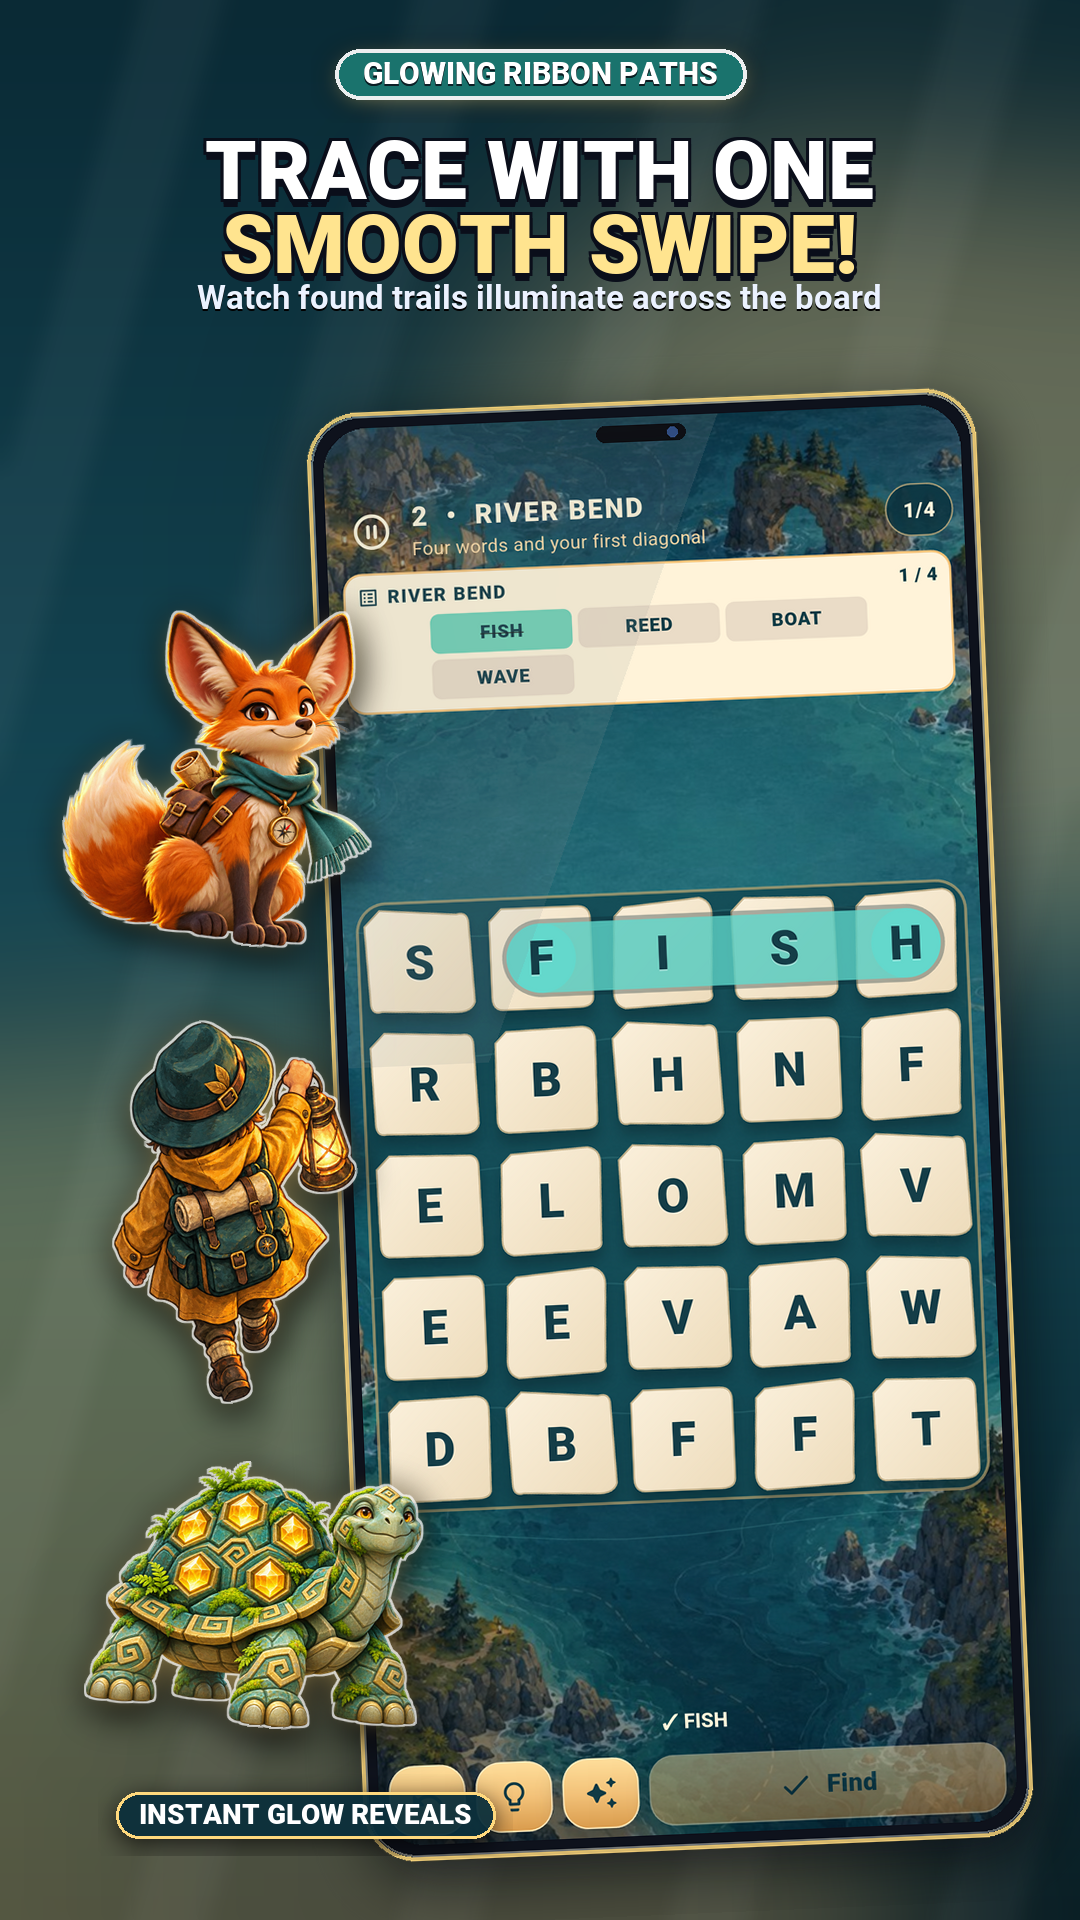 GLOWING RIBBON PATHS
TRACE WITH ONE
SMOOTH SWIPE!
Watch found trails illuminate across the board
2 • RIVER BEND
Four words and your first diagonal
1/4
RIVER BEND
1 / 4
FISH REED BOAT
WAVE
S F I S H
R B H N F
E L O M V
E E V A W
D B F F T
✓ FISH
Find
INSTANT GLOW REVEALS